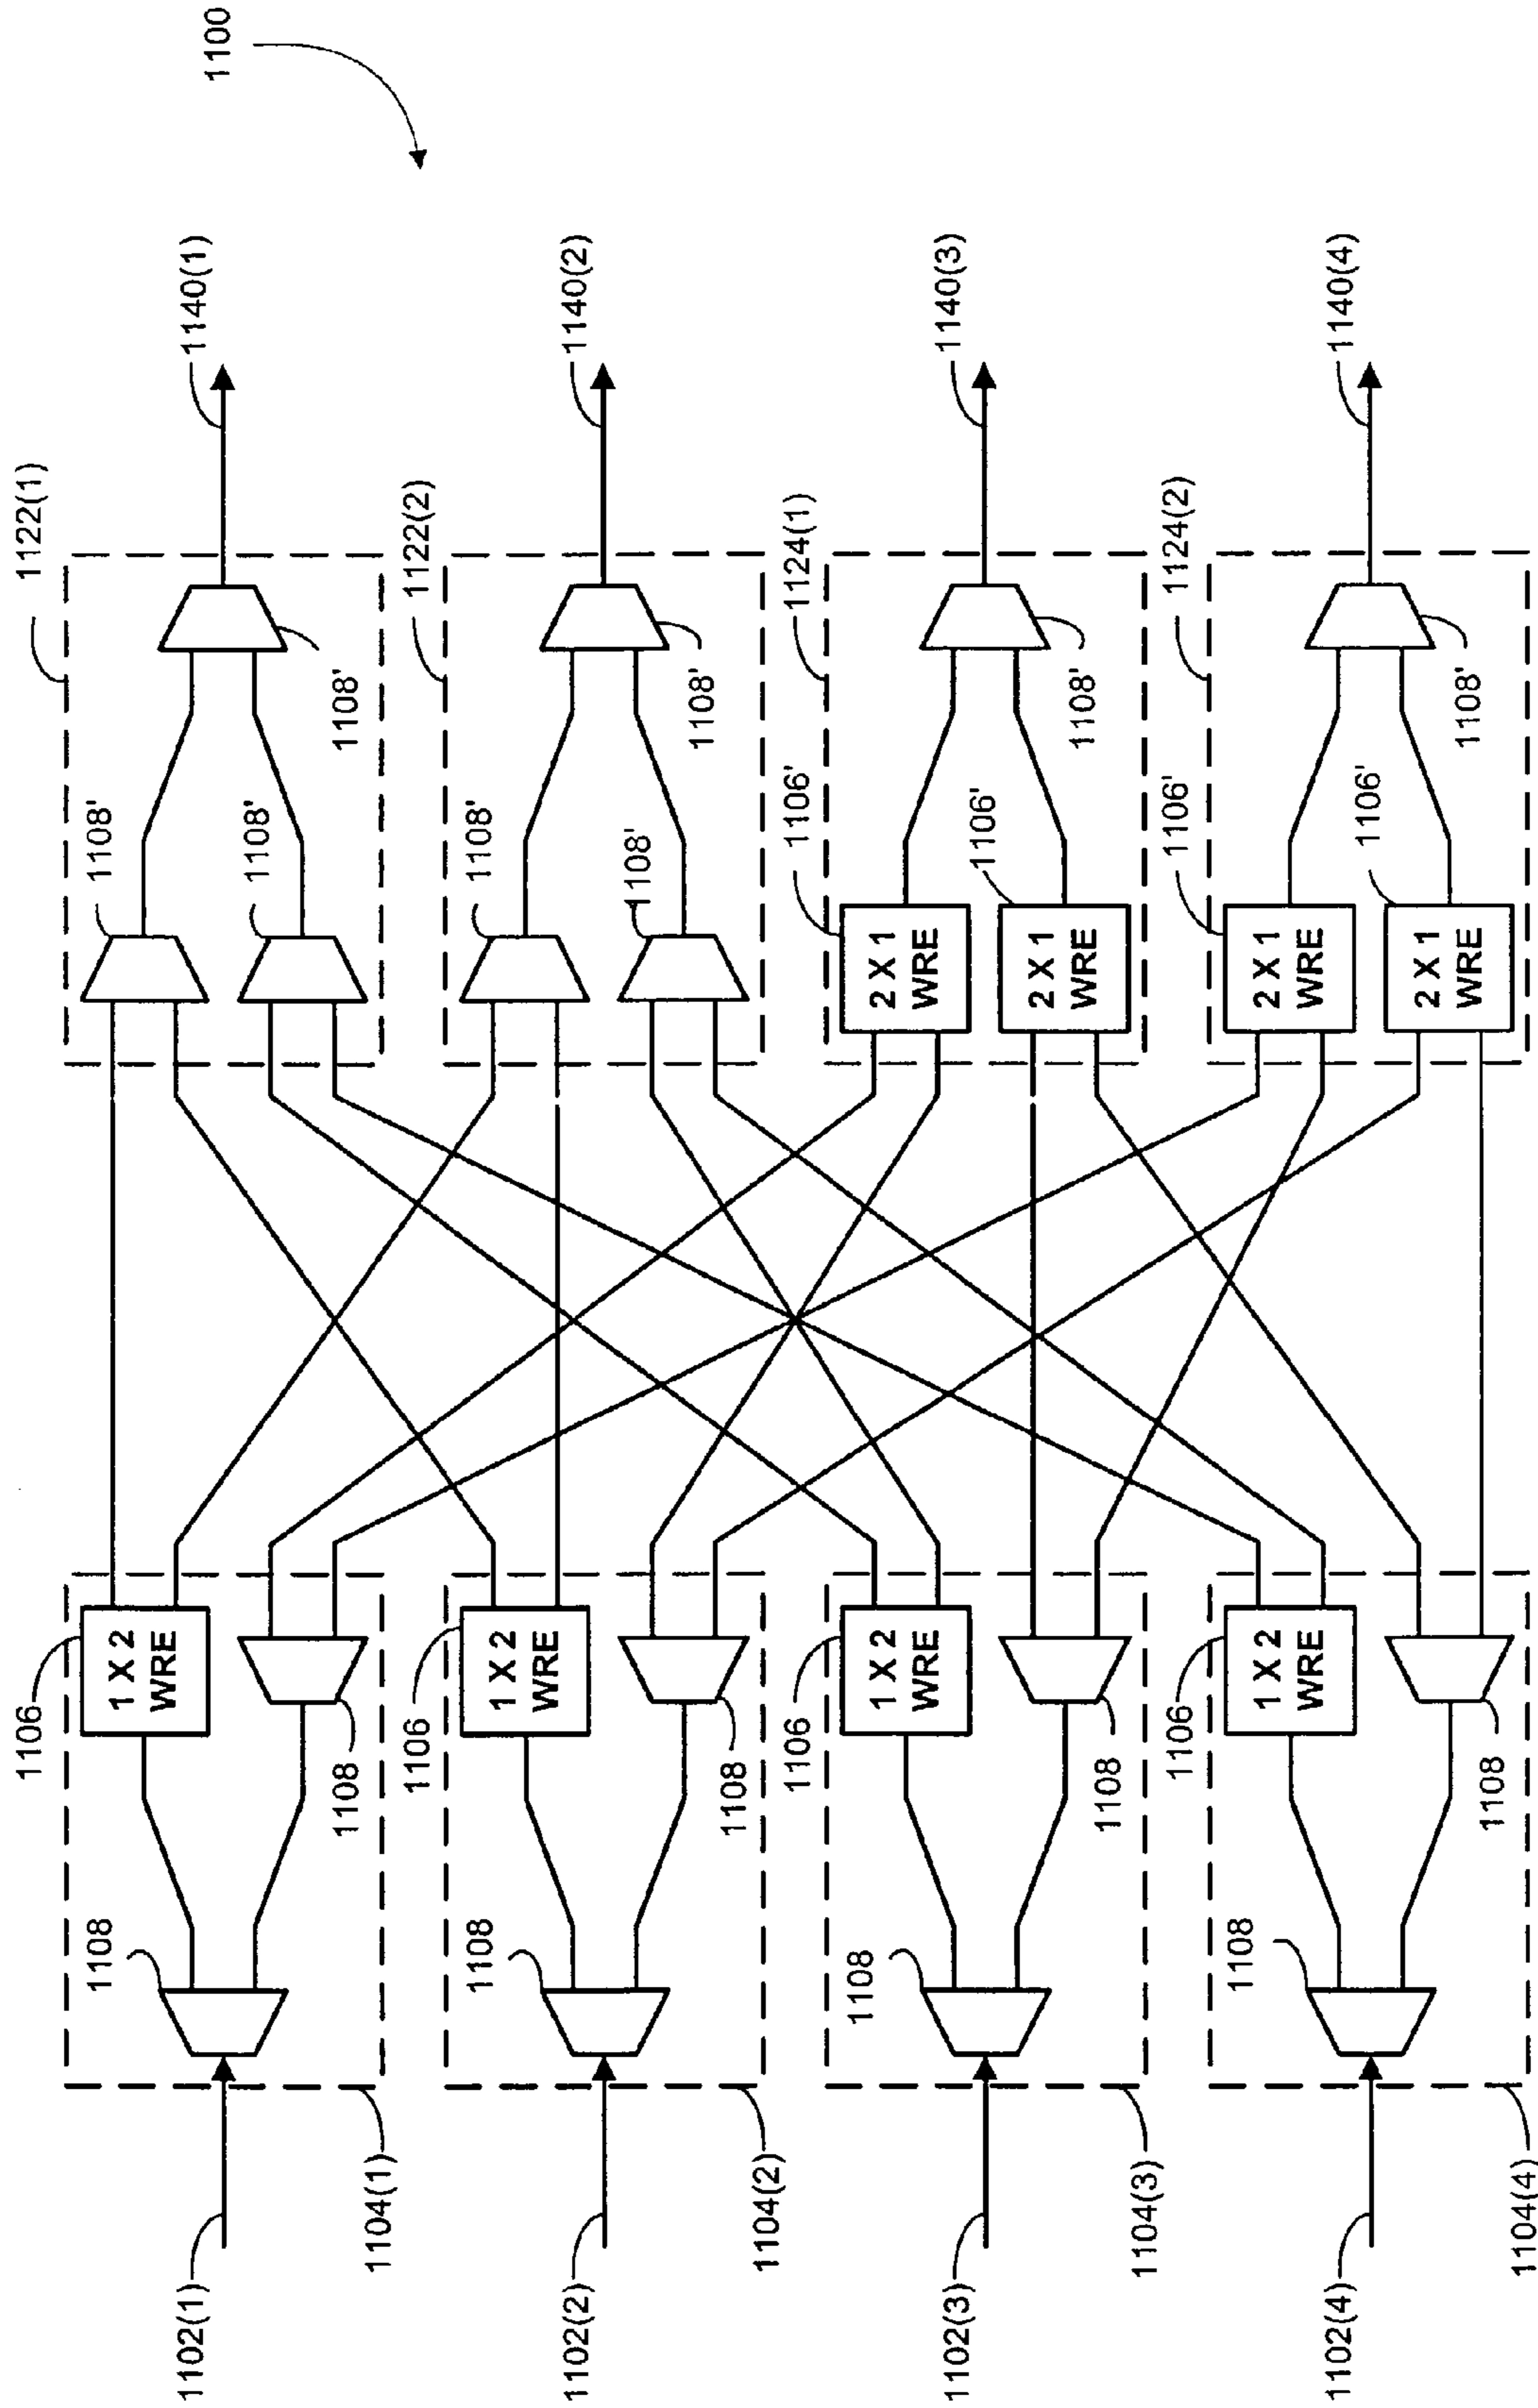 1100
1140(1)
1140(2)
1140(3)
1140(4)
1122(1)
1122(2)
1124(1)
1124(2)
1108'
1108'
1108'
1108'
1108'
1108'
1106'
1106'
1108'
1106'
1106'
1108'
2 X 1
WRE
2 X 1
WRE
2 X 1
WRE
2 X 1
WRE
1106
1 X 2
WRE
1106
1 X 2
WRE
1106
1 X 2
WRE
1106
1 X 2
WRE
1108
1108
1108
1108
1108
1108
1108
1108
1104(1)
1104(2)
1104(3)
1104(4)
1102(1)
1102(2)
1102(3)
1102(4)